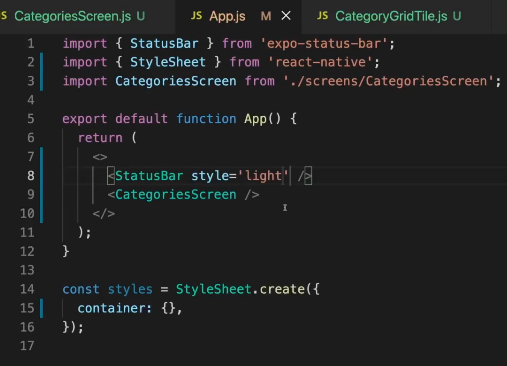 CategoriesScreen.js U JS App.js M JS CategoryGridTile.js U
1 import { StatusBar } from 'expo-status-bar';
2 import { StyleSheet } from 'react-native';
3 import CategoriesScreen from './screens/CategoriesScreen';
4
5 export default function App() {
6 return (
7 <>
8 <StatusBar style='light' />
9 <CategoriesScreen />
10 </>
11 );
12 }
13
14 const styles = StyleSheet.create({
15 container: {},
16 });
17